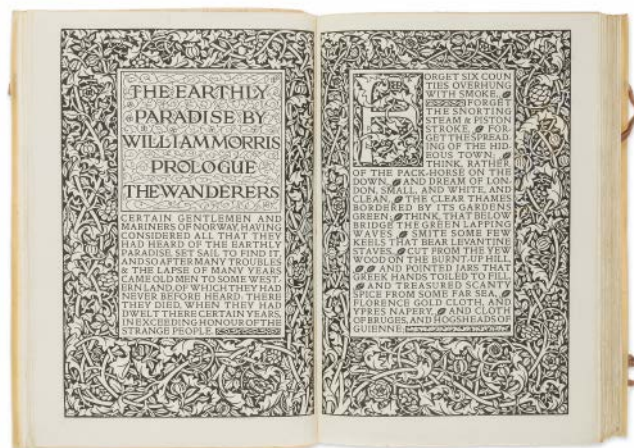 THE EARTHLY
PARADISE BY
WILLIAM MORRIS
PROLOGUE
THE WANDERERS
CERTAIN GENTLEMEN AND
MARINERS OF NORWAY, HAVING
CONSIDERED ALL THAT THEY
HAD HEARD OF THE EARTHLY
PARADISE, SET SAIL TO FIND IT,
AND SO AFTER MANY TROUBLES
& THE LAPSE OF MANY YEARS
CAME OLD MEN TO SOME WEST-
ERN LAND, OF WHICH THEY HAD
NEVER BEFORE HEARD: THERE
THEY DIED, WHEN THEY HAD
DWELT THERE CERTAIN YEARS,
IN EXCEEDING HONOUR OF THE
STRANGE PEOPLE.
FORGET SIX COUN
TIES OVERHUNG
WITH SMOKE,
FORGET
THE SNORTING
STEAM & PISTON
STROKE, FOR-
GET THE SPREAD-
ING OF THE HID-
EOUS TOWN;
THINK, RATHER
OF THE PACK-HORSE ON THE
DOWN, AND DREAM OF LON-
DON, SMALL, AND WHITE, AND
CLEAN, THE CLEAR THAMES
BORDERED BY ITS GARDENS
GREEN; THINK, THAT BELOW
BRIDGE THE GREEN LAPPING
WAVES SMITE SOME FEW
KEELS THAT BEAR LEVANTINE
STAVES, CUT FROM THE YEW
WOOD ON THE BURNT-UP HILL,
AND POINTED JARS THAT
GREEK HANDS TOILED TO FILL,
AND TREASURED SCANTY
SPICE FROM SOME FAR SEA,
FLORENCE GOLD CLOTH, AND
YPRES NAPERY, AND CLOTH
OF BRUGES, AND HOGSHEADS OF
GUIENNE;